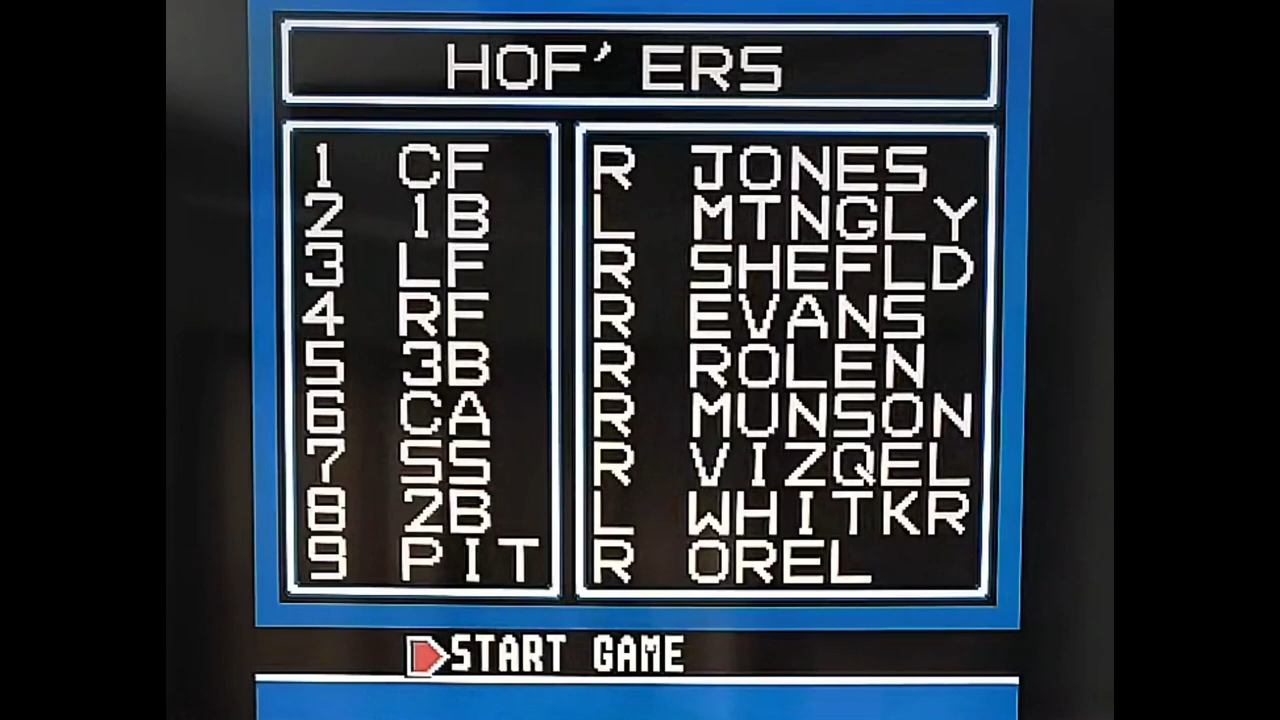 HOF'ERS
1 CF R JONES
2 1B L MTNGLY
3 LF R SHEFLD
4 RF R EVANS
5 3B R ROLEN
6 CA R MUNSON
7 SS R VIZQEL
8 2B L WHITKR
9 PIT R OREL
START GAME